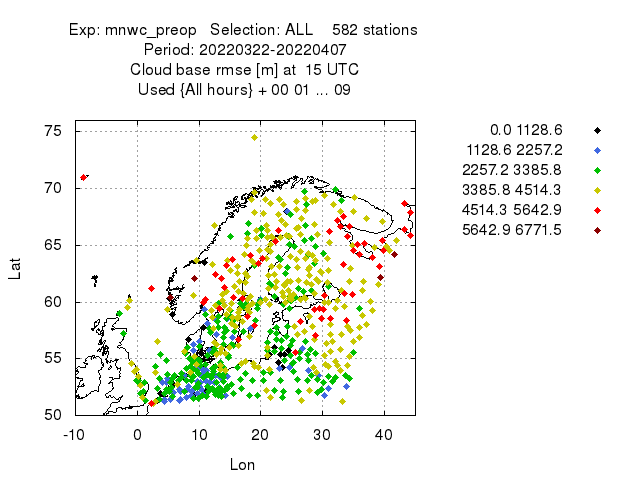 Exp: mnwc_preop   Selection: ALL    582 stations
Period: 20220322-20220407
Cloud base rmse [m] at  15 UTC
Used {All hours} + 00 01 ... 09
0.0 1128.6
1128.6 2257.2
2257.2 3385.8
3385.8 4514.3
4514.3 5642.9
5642.9 6771.5
75
70
65
60
55
50
Lat
-10 0 10 20 30 40
Lon